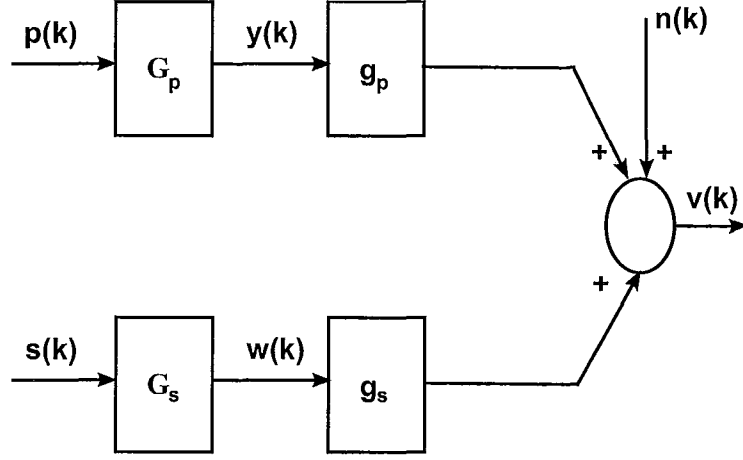 p(k) G_p y(k) g_p n(k)
+ +
v(k)
+
s(k) G_s w(k) g_s